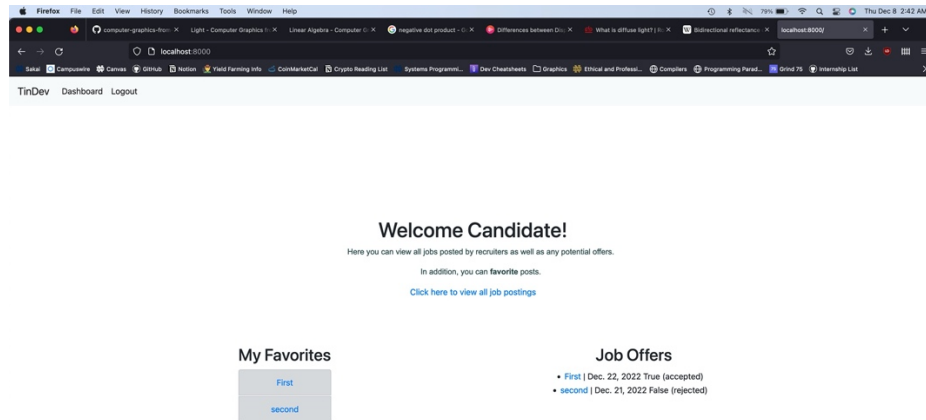 Firefox File Edit View History Bookmarks Tools Window Help 79% Thu Dec 8 2:42 AM
computer-graphics-from- Light - Computer Graphics fr Linear Algebra - Computer Gr negative dot product - G Differences between Dis What is diffuse light? | Bidirectional reflectance localhost:8000/
localhost:8000
Sakai Campuswire Canvas GitHub Notion Yield Farming Info CoinMarketCal Crypto Reading List Systems Programmi... Dev Cheatsheets Graphics Ethical and Professi... Compilers Programming Parad... Grind 75 Internship List
TinDev Dashboard Logout
Welcome Candidate!
Here you can view all jobs posted by recruiters as well as any potential offers.
In addition, you can favorite posts.
Click here to view all job postings
My Favorites
First
second
Job Offers
• First | Dec. 22, 2022 True (accepted)
• second | Dec. 21, 2022 False (rejected)